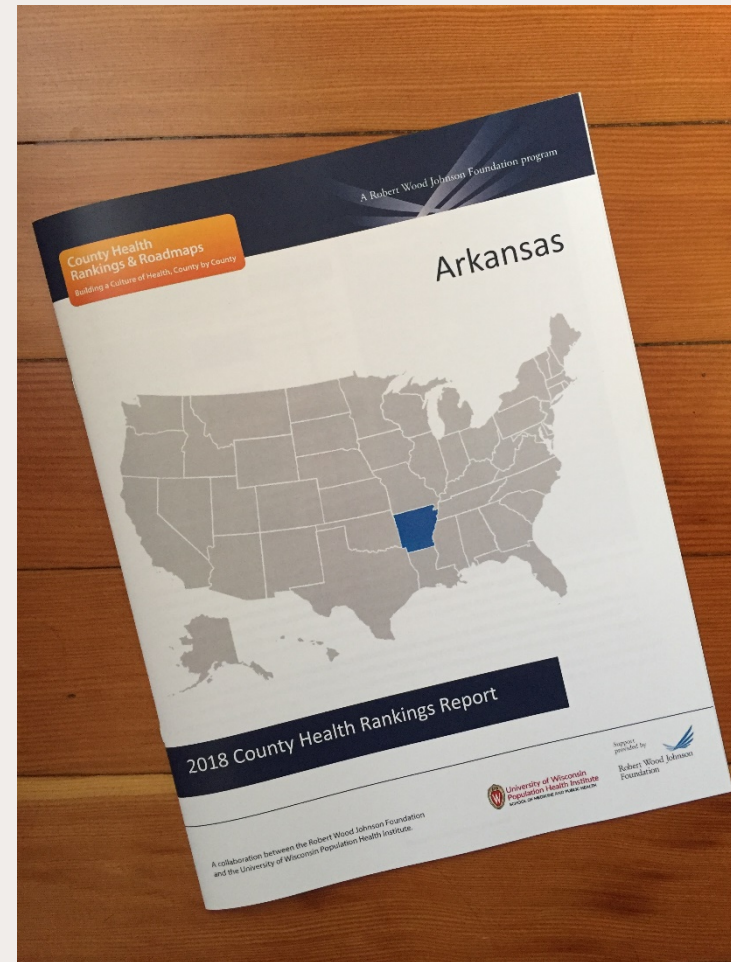 A Robert Wood Johnson Foundation program
County Health
Rankings & Roadmaps
Building a Culture of Health, County by County
Arkansas
2018 County Health Rankings Report
A collaboration between the Robert Wood Johnson Foundation
and the University of Wisconsin Population Health Institute.
W
University of Wisconsin
Population Health Institute
SCHOOL OF MEDICINE AND PUBLIC HEALTH
Support
provided by
Robert Wood Johnson
Foundation